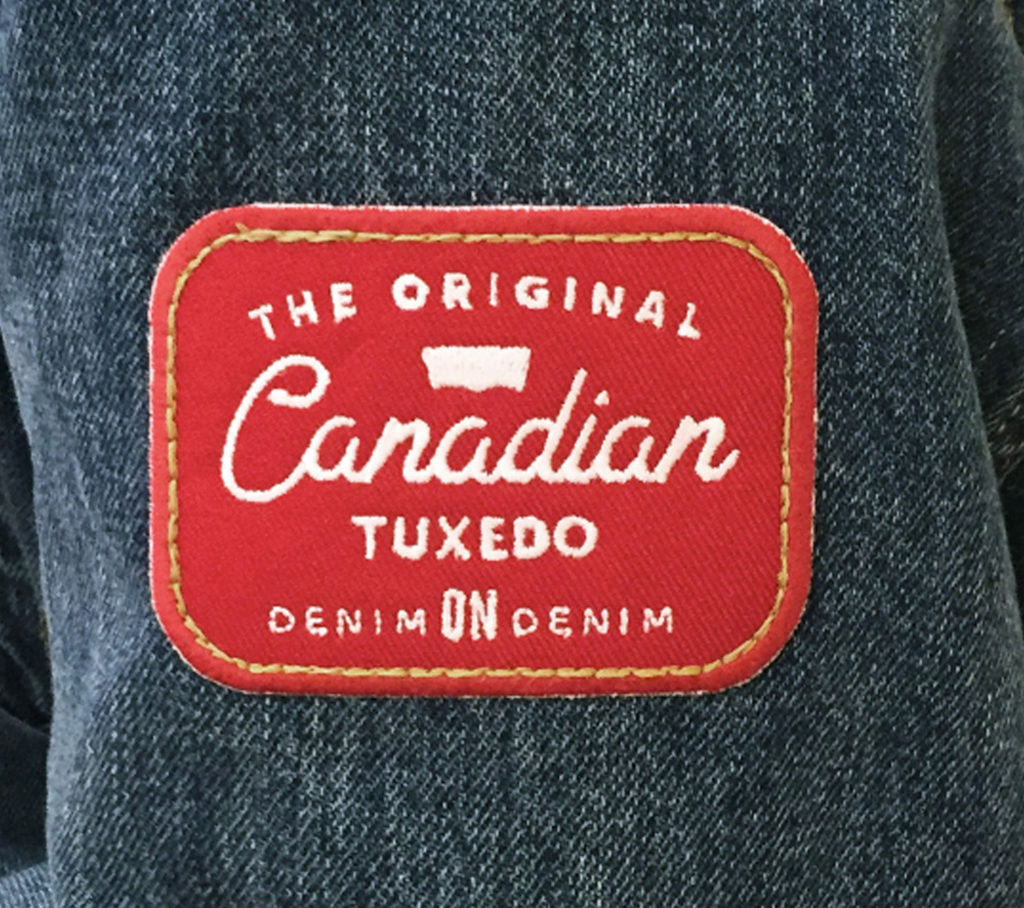 THE ORIGINAL
Canadian
TUXEDO
DENIM ON DENIM